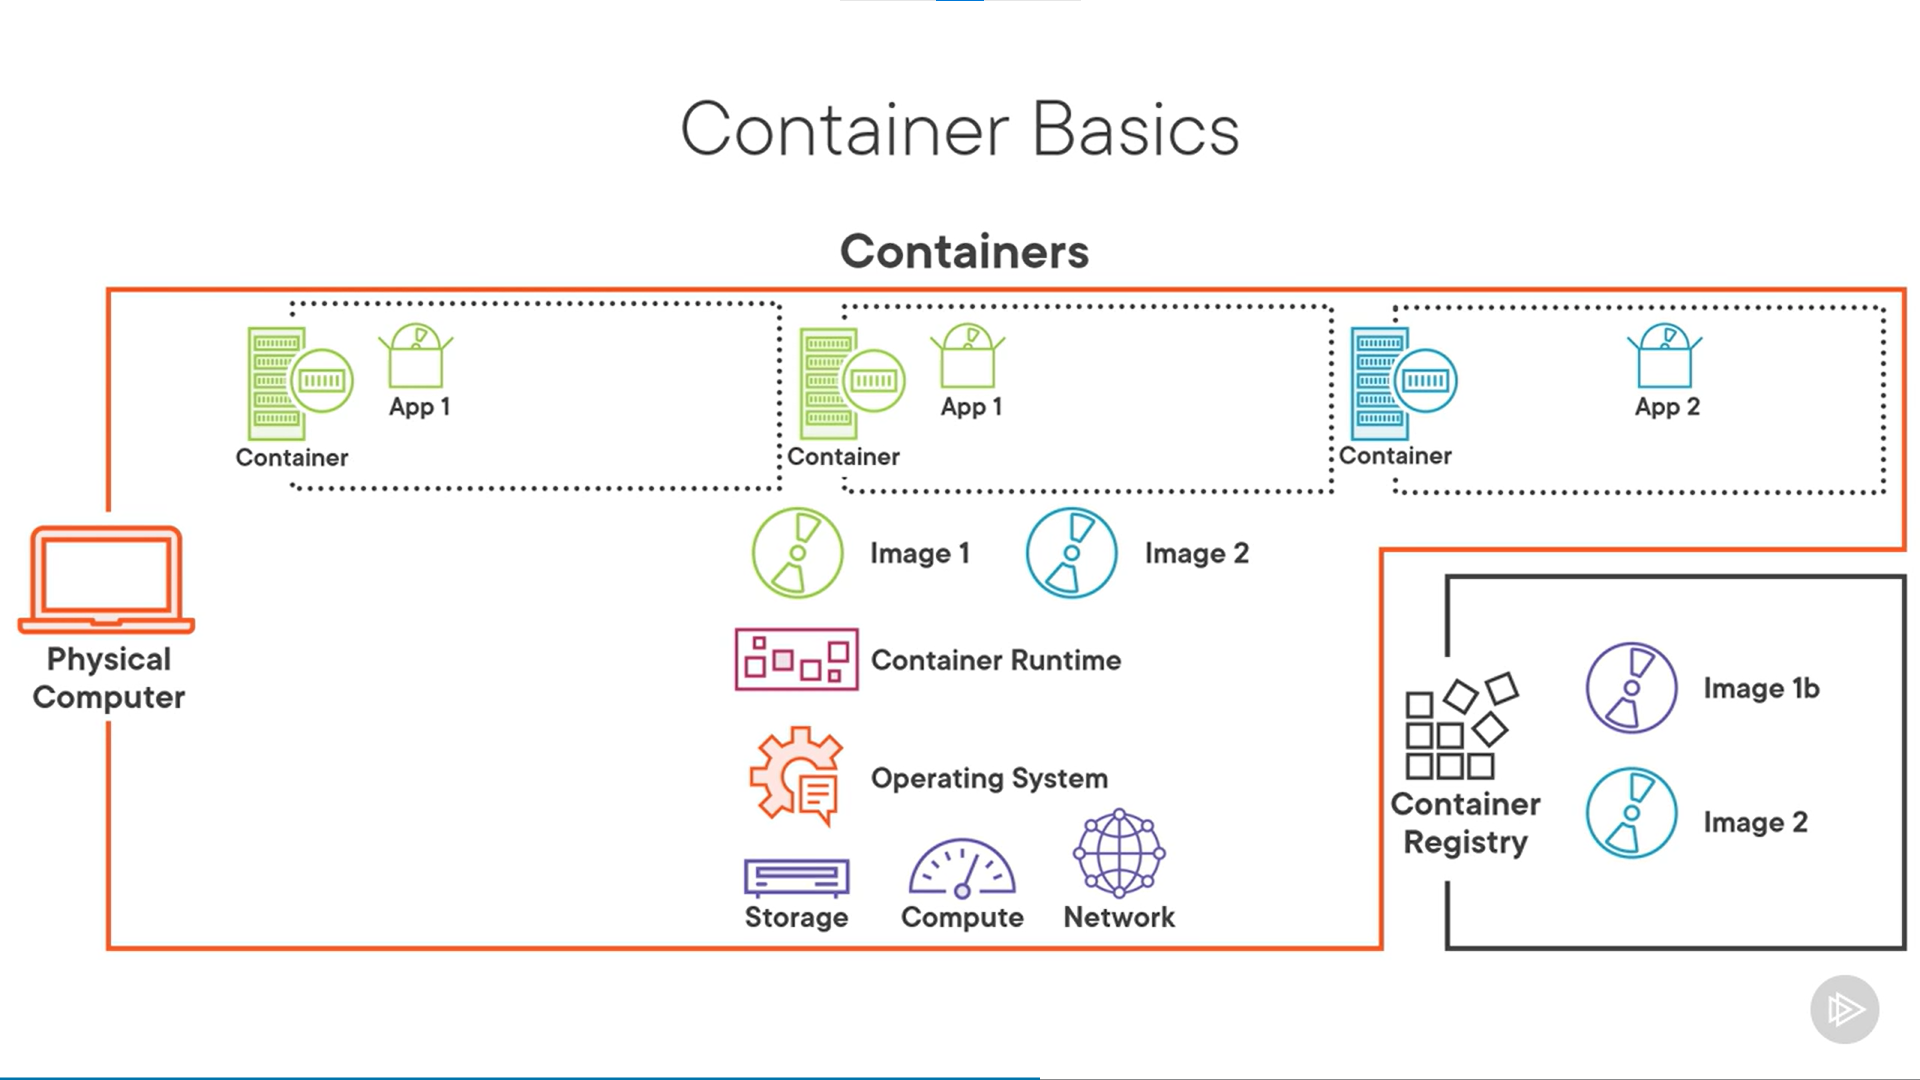 Container Basics
Containers
App 1
Container
App 1
Container
App 2
Container
Image 1
Image 2
Container Runtime
Operating System
Storage
Compute
Network
Physical
Computer
Container
Registry
Image 1b
Image 2